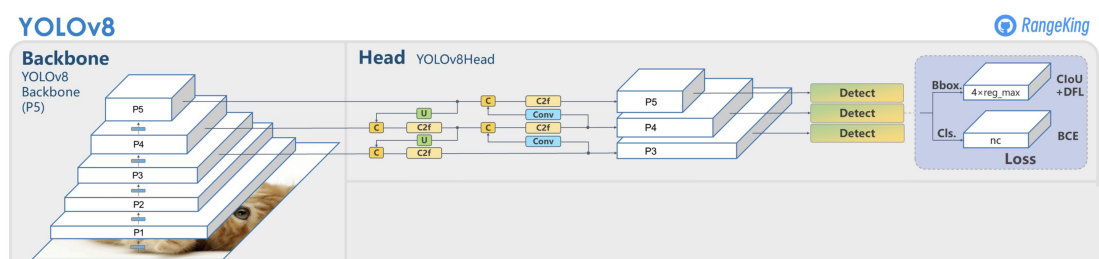 YOLOv8
RangeKing
Backbone
YOLOv8
Backbone
(P5)
P5
P4
P3
P2
P1
Head YOLOv8Head
C
C2f
U
Conv
C
C2f
C
C2f
U
Conv
C
C2f
P5
P4
P3
Detect
Detect
Detect
Bbox.
4×reg_max
CIoU
+DFL
Cls.
nc
BCE
Loss